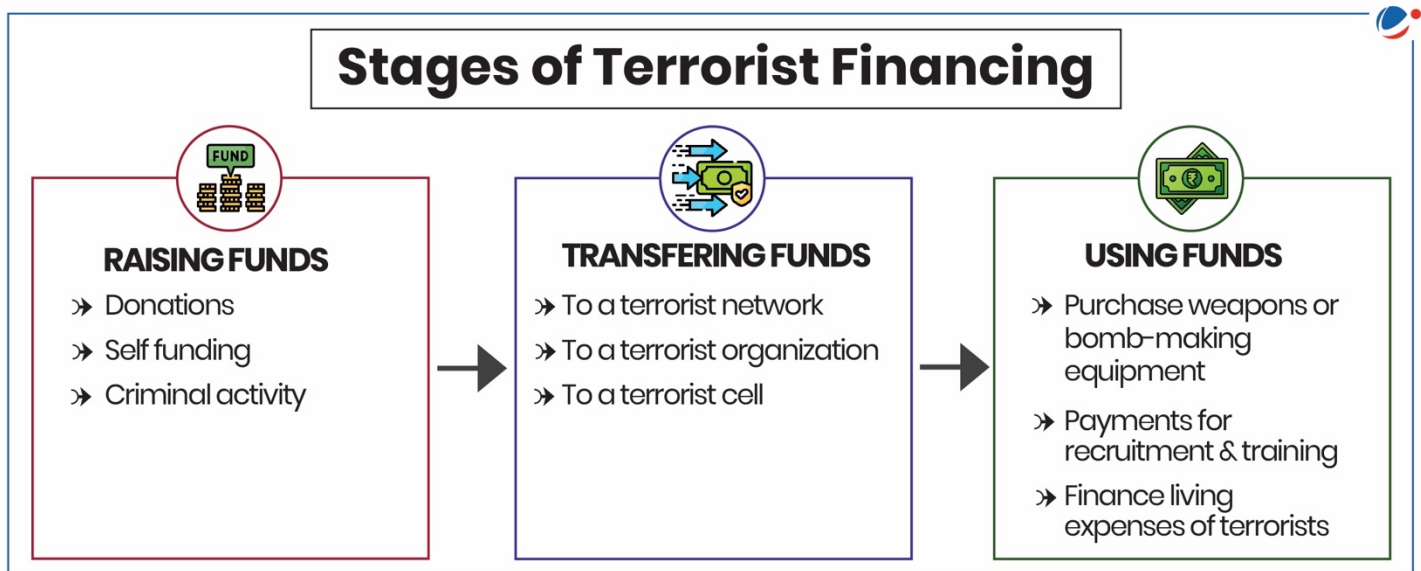 Stages of Terrorist Financing
FUND
RAISING FUNDS
Donations
Self funding
Criminal activity
TRANSFERING FUNDS
To a terrorist network
To a terrorist organization
To a terrorist cell
₹
USING FUNDS
Purchase weapons or
bomb-making
equipment
Payments for
recruitment & training
Finance living
expenses of terrorists